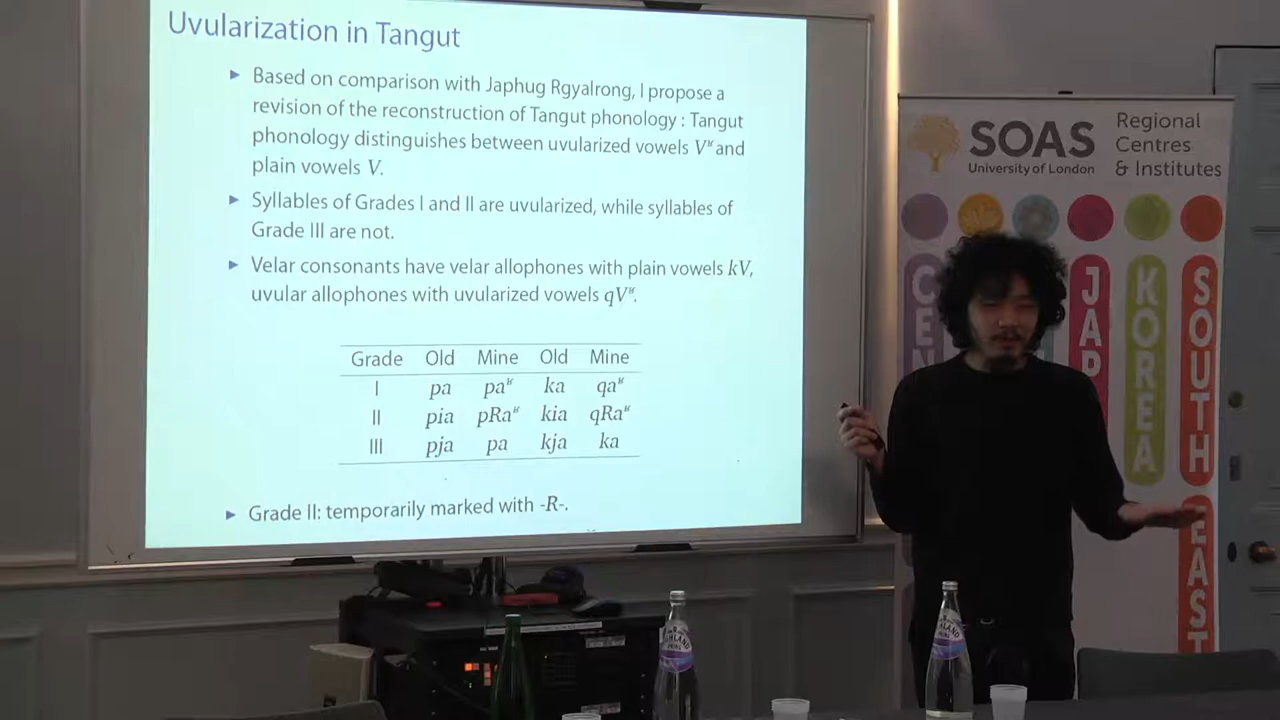 Uvularization in Tangut
▶ Based on comparison with Japhug Rgyalrong, I propose a
revision of the reconstruction of Tangut phonology : Tangut
phonology distinguishes between uvularized vowels Vʶ and
plain vowels V.
▶ Syllables of Grades I and II are uvularized, while syllables of
Grade III are not.
▶ Velar consonants have velar allophones with plain vowels kV,
uvular allophones with uvularized vowels qVʶ.
Grade Old Mine Old Mine
I pa paʶ ka qaʶ
II pia pRaʶ kia qRaʶ
III pja pa kja ka
▶ Grade II: temporarily marked with -R-.
SOAS
University of London
Regional
Centres
& Institutes
CEN
JAP
KOREA
SOUTH
EAST
HIGHLAND